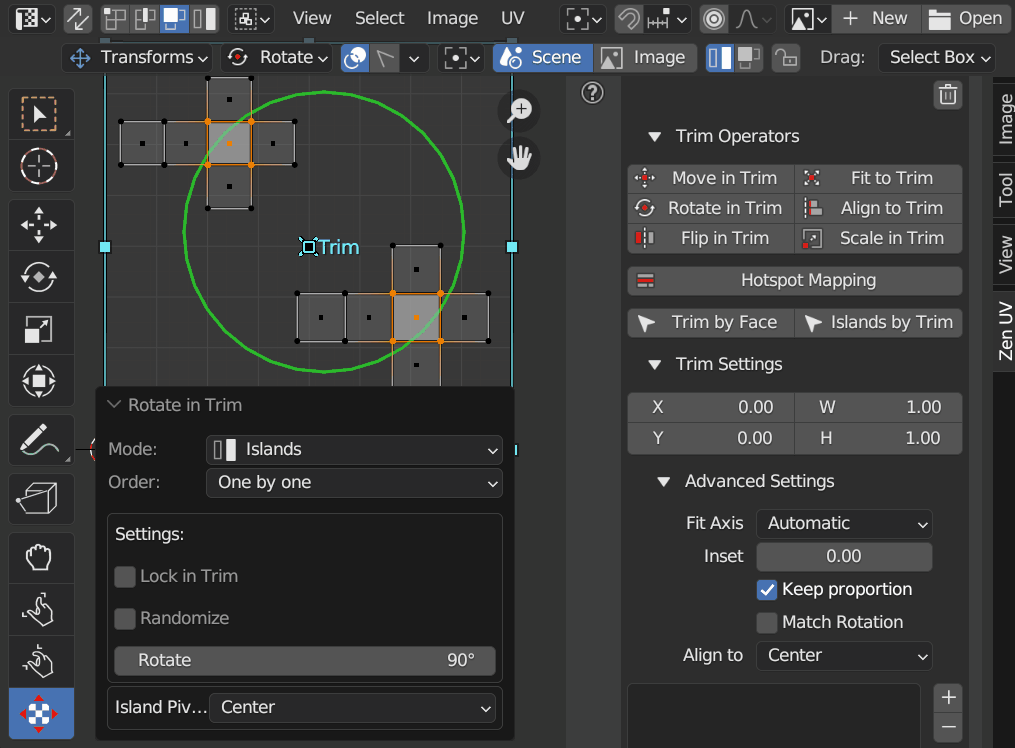 View Select Image UV New Open
Transforms Rotate Scene Image Drag: Select Box
Trim
Rotate in Trim
Mode: Islands
Order: One by one
Settings:
Lock in Trim
Randomize
Rotate 90°
Island Piv... Center
Trim Operators
Move in Trim Fit to Trim
Rotate in Trim Align to Trim
Flip in Trim Scale in Trim
Hotspot Mapping
Trim by Face Islands by Trim
Trim Settings
X 0.00 W 1.00
Y 0.00 H 1.00
Advanced Settings
Fit Axis Automatic
Inset 0.00
Keep proportion
Match Rotation
Align to Center
Image
Tool
View
Zen UV